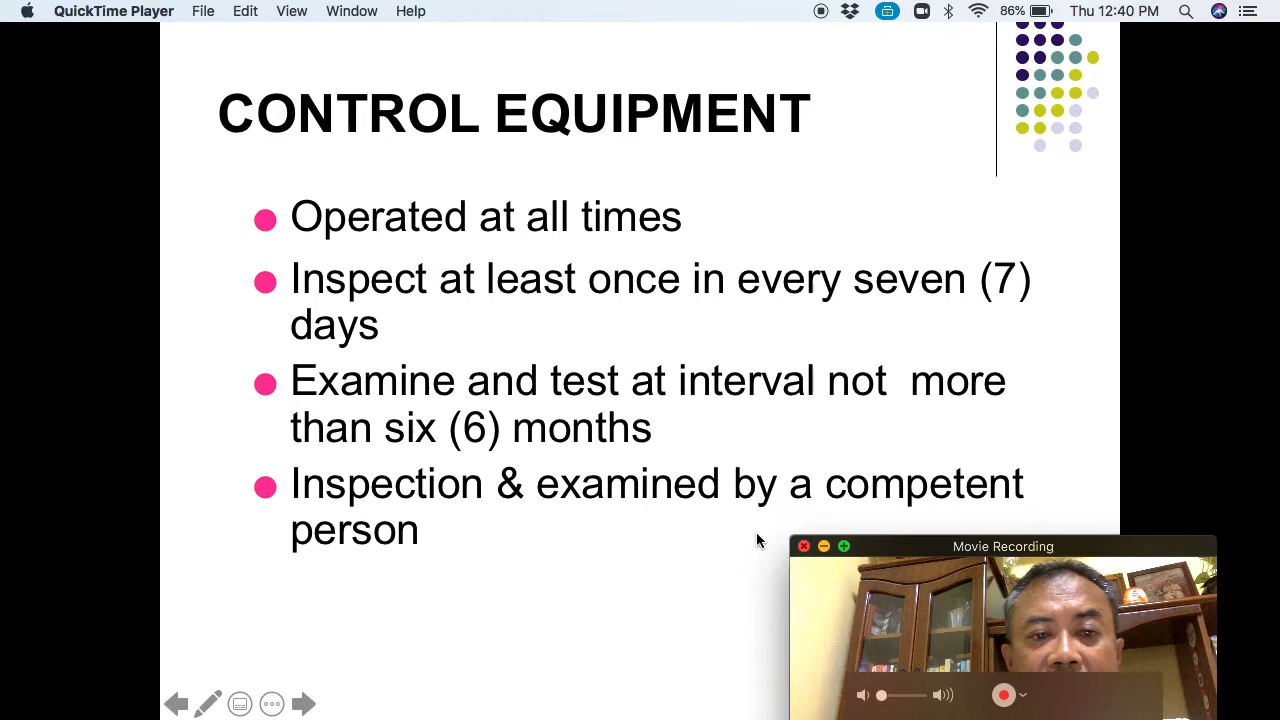 QuickTime Player File Edit View Window Help 86% Thu 12:40 PM
CONTROL EQUIPMENT
Operated at all times
Inspect at least once in every seven (7)
days
Examine and test at interval not more
than six (6) months
Inspection & examined by a competent
person
Movie Recording